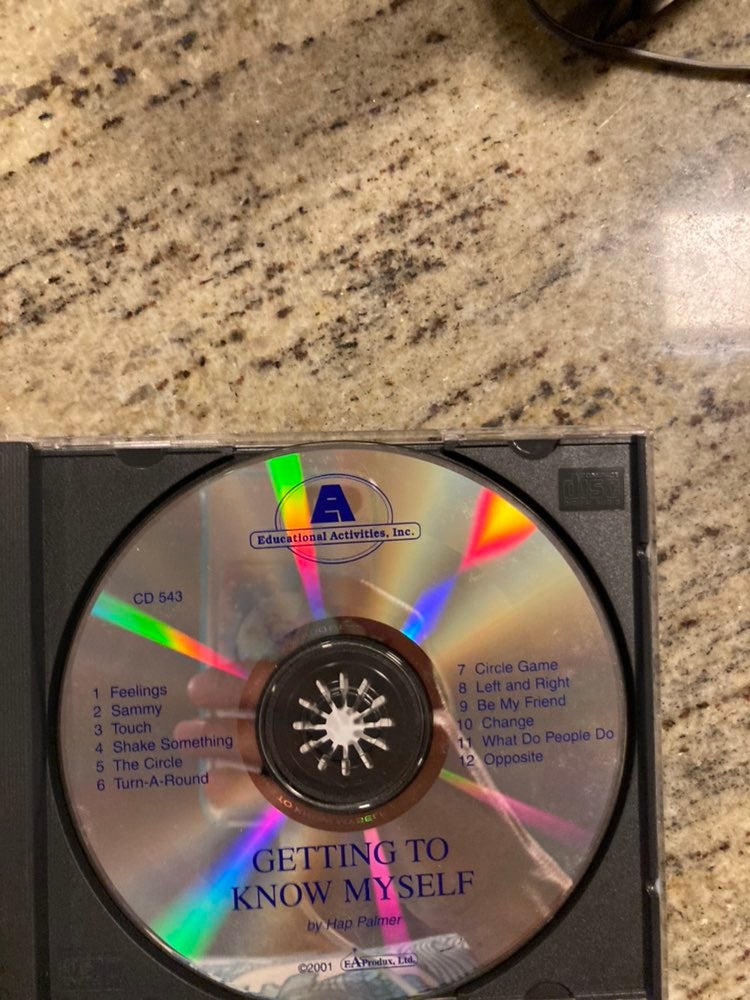 Educational Activities, Inc.
CD 543
1 Feelings
2 Sammy
3 Touch
4 Shake Something
5 The Circle
6 Turn-A-Round
7 Circle Game
8 Left and Right
9 Be My Friend
10 Change
11 What Do People Do
12 Opposite
GETTING TO
KNOW MYSELF
by Hap Palmer
©2001 EAProdux, Ltd.